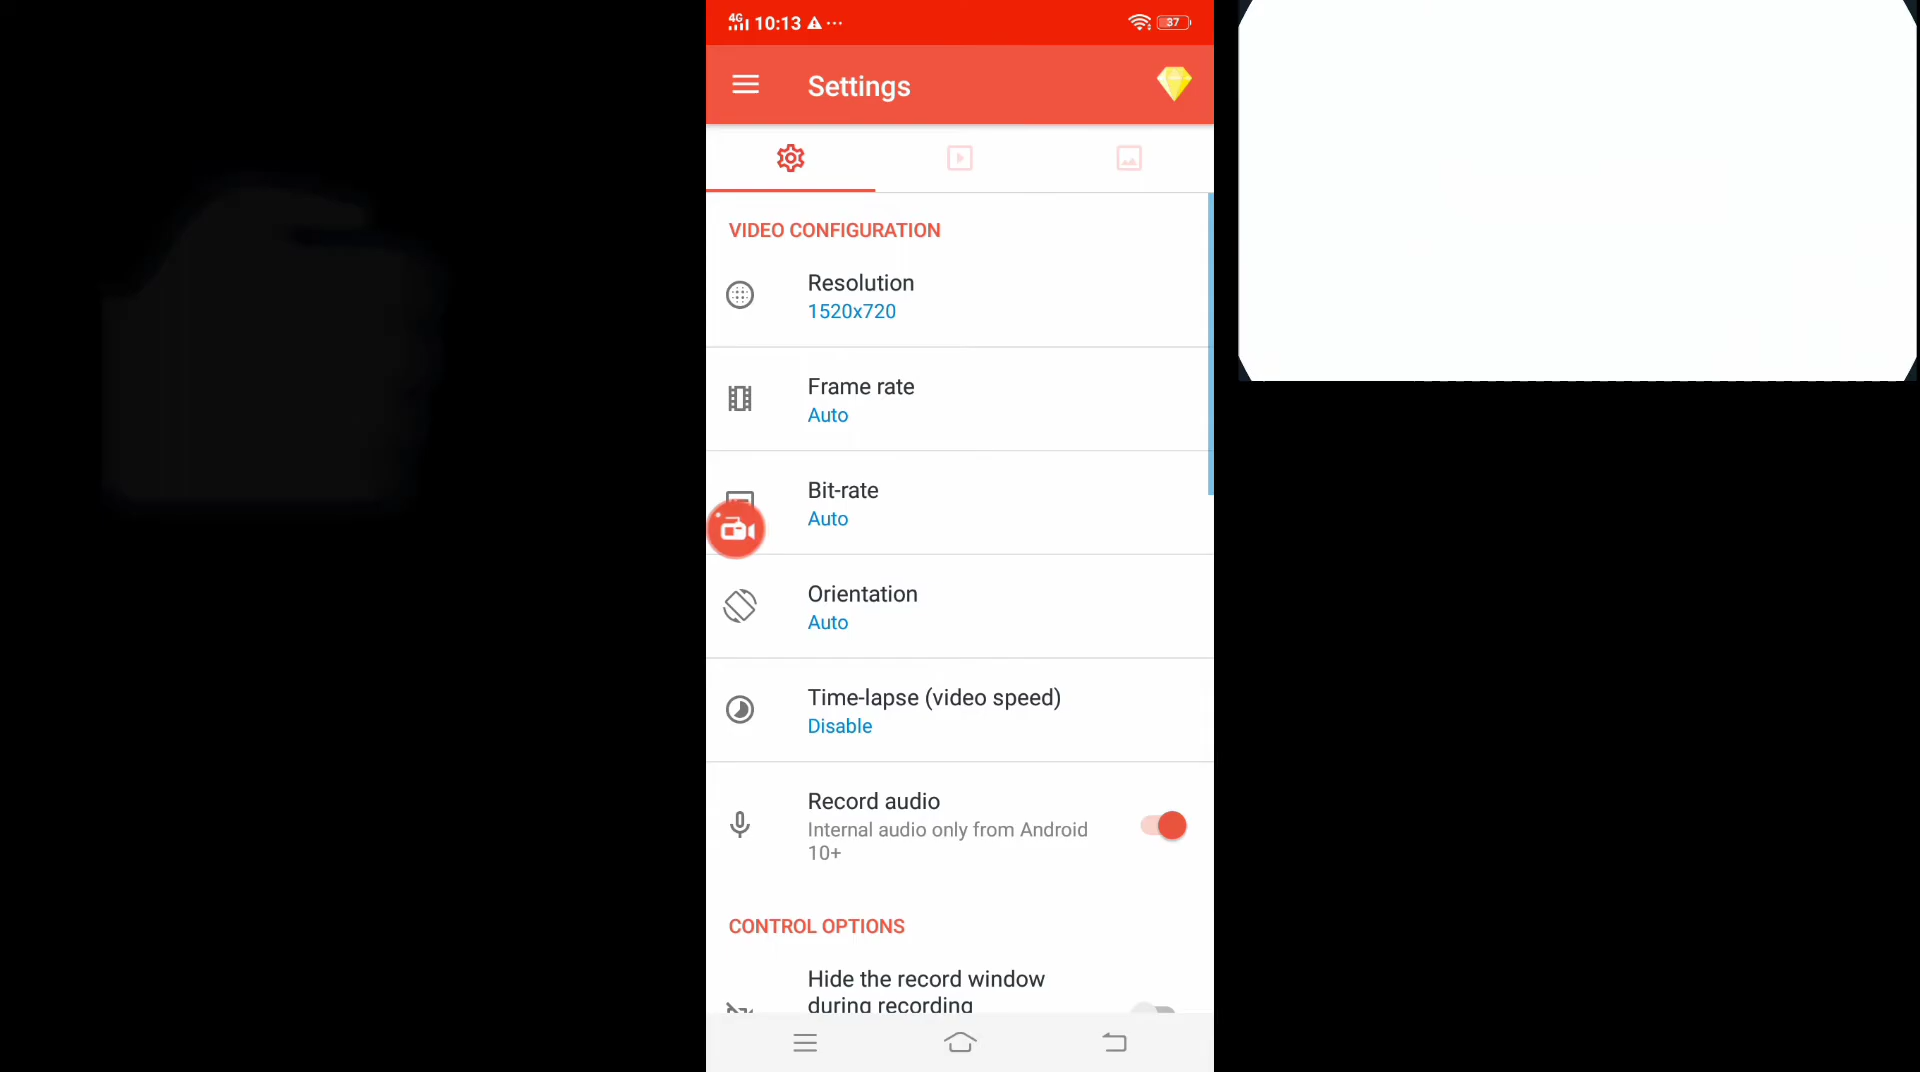 4G 10:13 37
Settings
VIDEO CONFIGURATION
Resolution
1520x720
Frame rate
Auto
Bit-rate
Auto
Orientation
Auto
Time-lapse (video speed)
Disable
Record audio
Internal audio only from Android
10+
CONTROL OPTIONS
Hide the record window
during recording